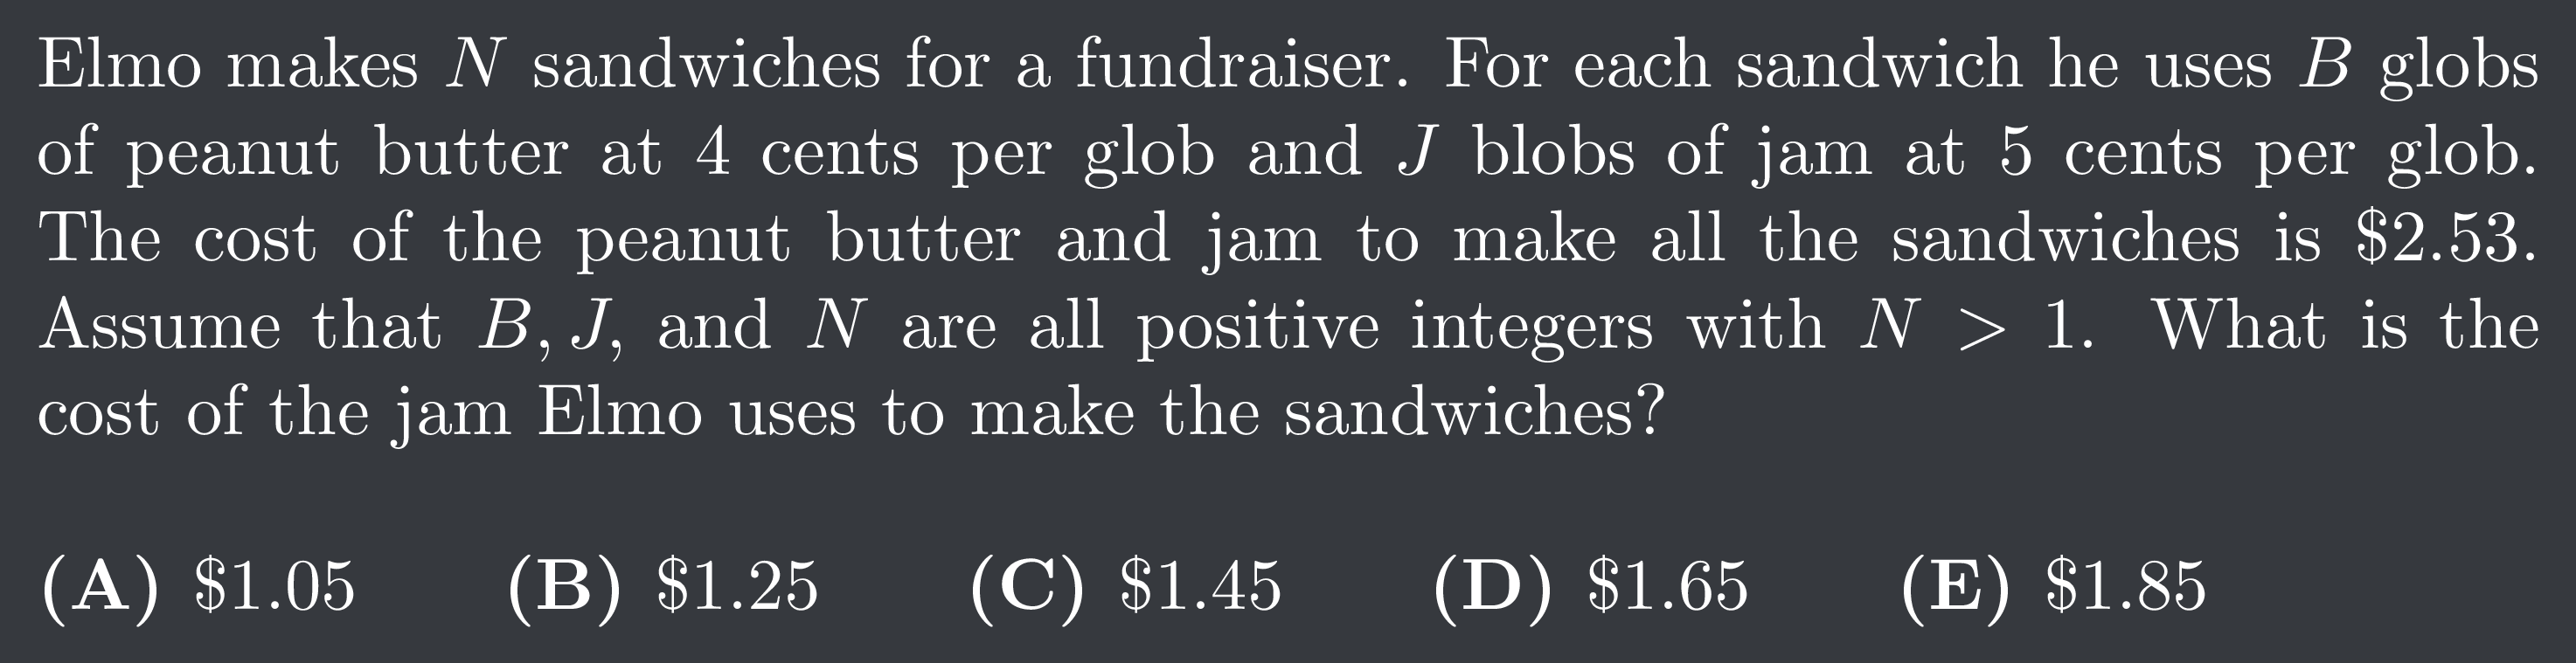 Elmo makes N sandwiches for a fundraiser. For each sandwich he uses B globs
of peanut butter at 4 cents per glob and J blobs of jam at 5 cents per glob.
The cost of the peanut butter and jam to make all the sandwiches is $2.53.
Assume that B, J, and N are all positive integers with N > 1. What is the
cost of the jam Elmo uses to make the sandwiches?
(A) $1.05 (B) $1.25 (C) $1.45 (D) $1.65 (E) $1.85